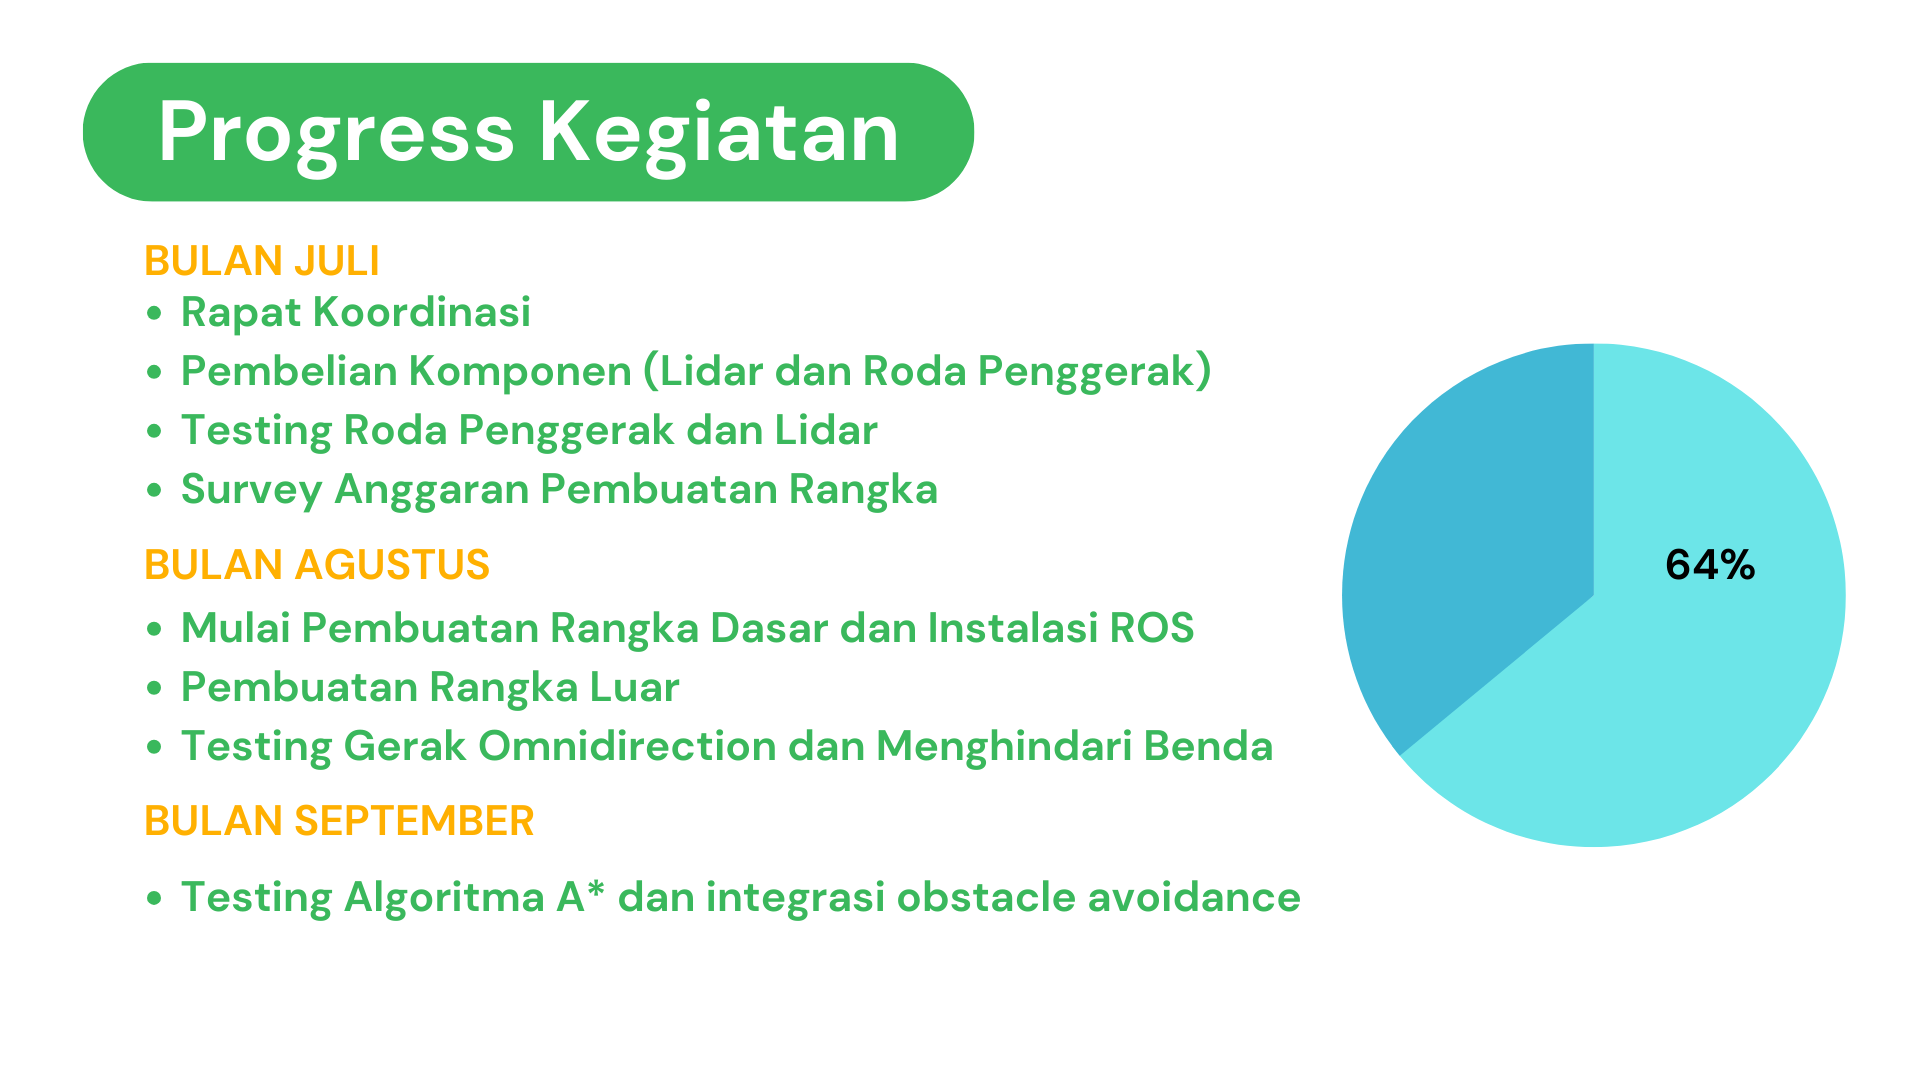 Progress Kegiatan
BULAN JULI
• Rapat Koordinasi
• Pembelian Komponen (Lidar dan Roda Penggerak)
• Testing Roda Penggerak dan Lidar
• Survey Anggaran Pembuatan Rangka
BULAN AGUSTUS
• Mulai Pembuatan Rangka Dasar dan Instalasi ROS
• Pembuatan Rangka Luar
• Testing Gerak Omnidirection dan Menghindari Benda
BULAN SEPTEMBER
• Testing Algoritma A* dan integrasi obstacle avoidance
64%